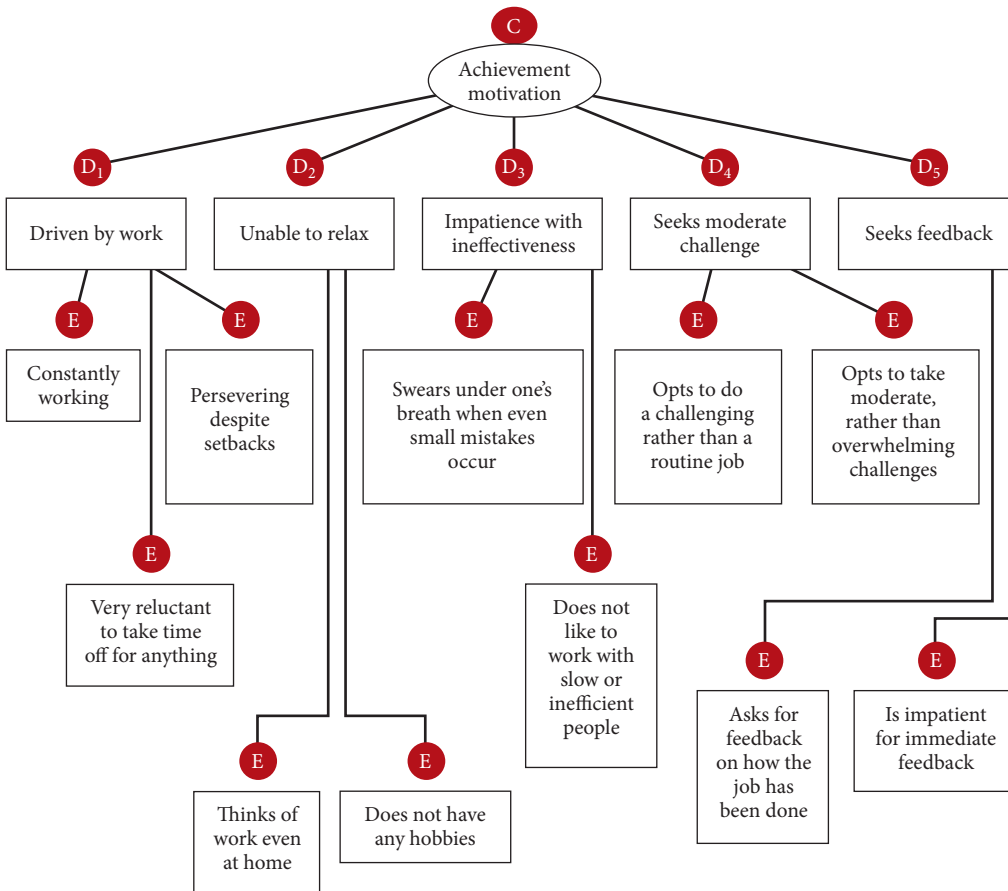 C
Achievement
motivation
D1
D2
D3
D4
D5
Driven by work
Unable to relax
Impatience with
ineffectiveness
Seeks moderate
challenge
Seeks feedback
E
E
E
E
E
Constantly
working
Persevering
despite
setbacks
Swears under one’s
breath when even
small mistakes
occur
Opts to do
a challenging
rather than a
routine job
Opts to take
moderate,
rather than
overwhelming
challenges
E
E
Very reluctant
to take time
off for anything
Does not
like to
work with
slow or
inefficient
people
E
E
Asks for
feedback
on how the
job has
been done
Is impatient
for immediate
feedback
E
E
Thinks of
work even
at home
Does not have
any hobbies